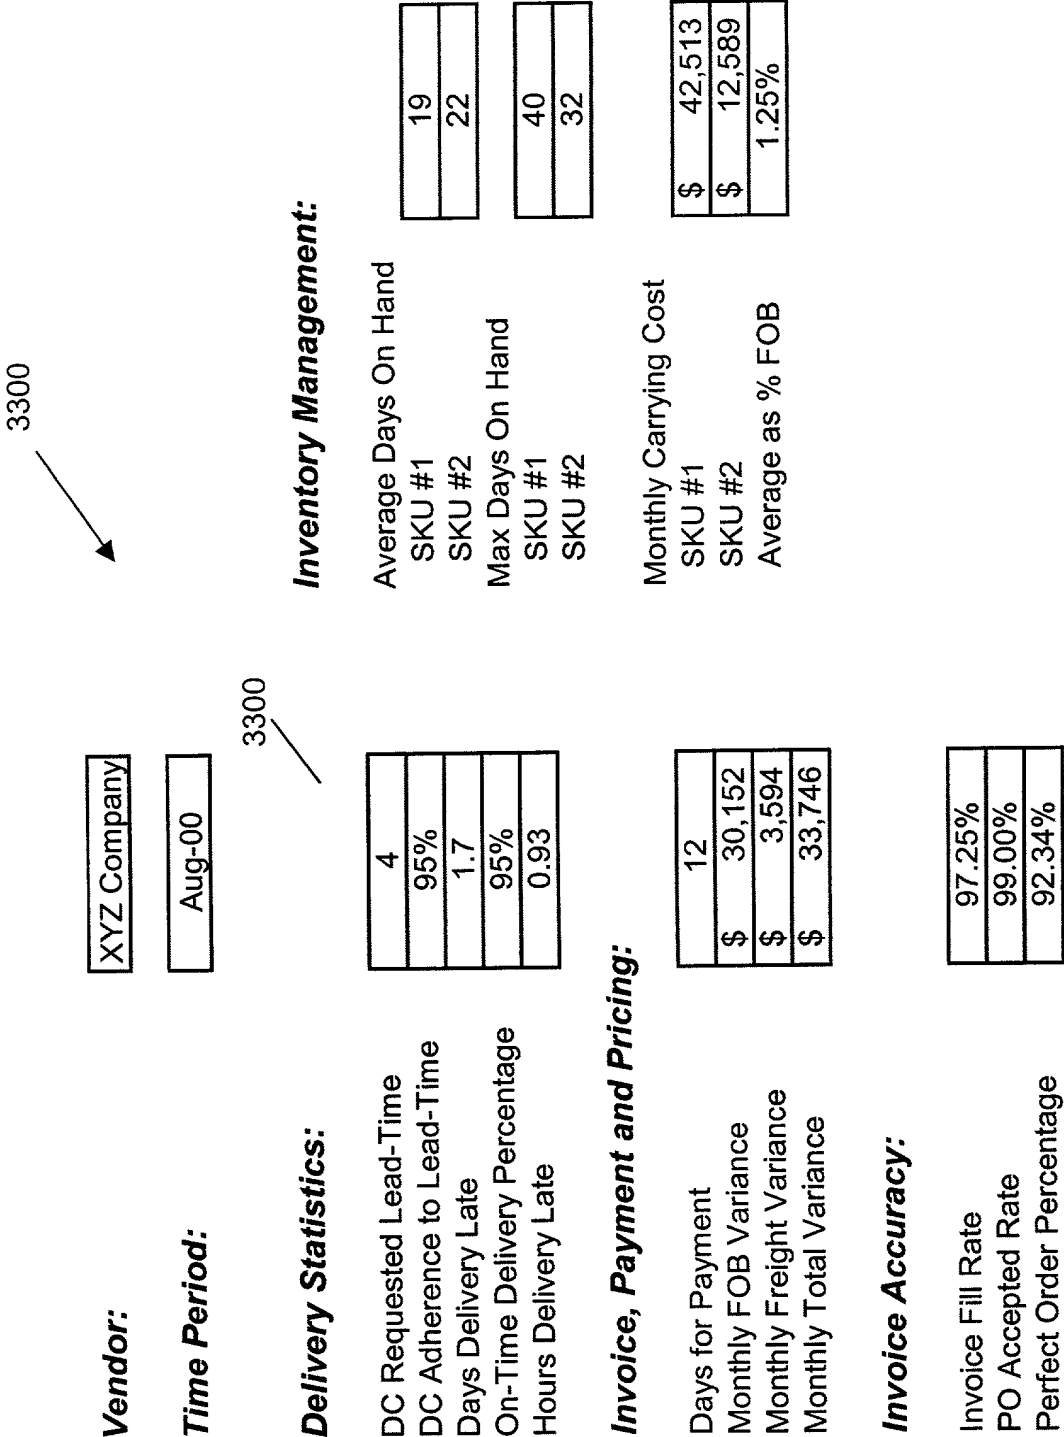 3300
Vendor: XYZ Company
Time Period: Aug-00
3300
Delivery Statistics:
DC Requested Lead-Time 4
DC Adherence to Lead-Time 95%
Days Delivery Late 1.7
On-Time Delivery Percentage 95%
Hours Delivery Late 0.93
Invoice, Payment and Pricing:
Days for Payment 12
Monthly FOB Variance $ 30,152
Monthly Freight Variance $ 3,594
Monthly Total Variance $ 33,746
Invoice Accuracy:
Invoice Fill Rate 97.25%
PO Accepted Rate 99.00%
Perfect Order Percentage 92.34%
Inventory Management:
Average Days On Hand
SKU #1 19
SKU #2 22
Max Days On Hand
SKU #1 40
SKU #2 32
Monthly Carrying Cost
SKU #1 $ 42,513
SKU #2 $ 12,589
Average as % FOB 1.25%